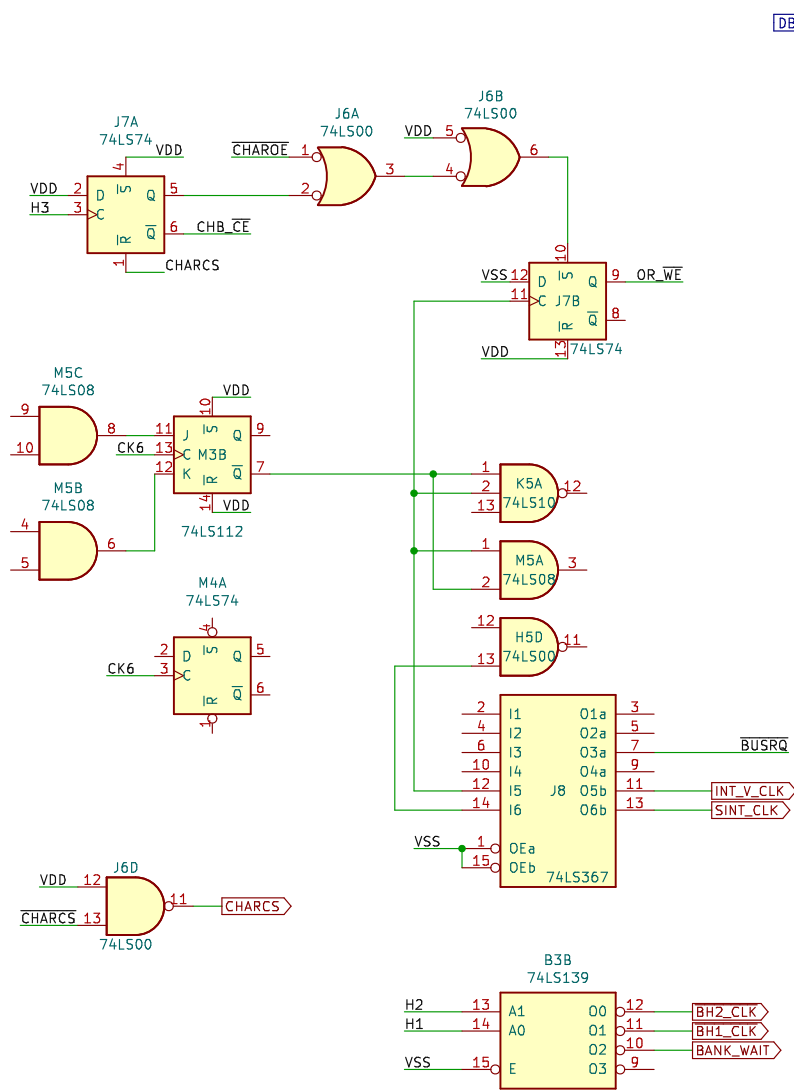 DB
J7A
74LS74
4
VDD
VDD
2
D
S
Q
5
H3
3
C
6
Q
CHB_CE
R
1
CHARCS
J6A
74LS00
CHAROE
1
2
3
J6B
74LS00
VDD
5
4
6
10
VSS
12
D
S
Q
9
OR_WE
11
C
J7B
R
Q
8
13
VDD
74LS74
M5C
74LS08
9
10
8
M5B
74LS08
4
5
6
VDD
10
11
J
S
Q
9
CK6
13
C
M3B
12
K
R
Q
7
14
VDD
74LS112
1
2
13
K5A
74LS10
12
1
2
M5A
74LS08
3
12
13
H5D
74LS00
11
M4A
74LS74
4
2
D
S
Q
5
CK6
3
C
R
Q
6
1
2
I1
O1a
3
4
I2
O2a
5
6
I3
O3a
7
BUSRQ
10
I4
O4a
9
12
I5
J8
O5b
11
INT_V_CLK
14
I6
O6b
13
SINT_CLK
VSS
1
OEa
15
OEb
74LS367
J6D
VDD
12
CHARCS
13
11
CHARCS
74LS00
B3B
74LS139
H2
13
A1
O0
12
BH2_CLK
H1
14
A0
O1
11
BH1_CLK
O2
10
BANK_WAIT
VSS
15
E
O3
9